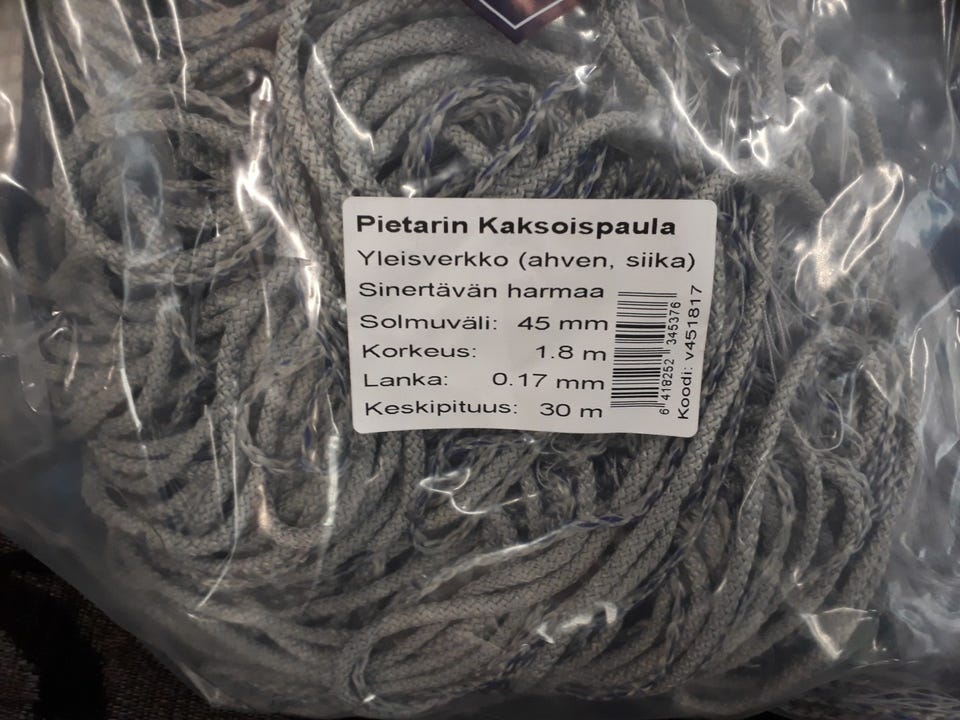 Pietarin Kaksoispaula
Yleisverkko (ahven, siika)
Sinertävän harmaa
Solmuväli: 45 mm
Korkeus: 1.8 m
Lanka: 0.17 mm
Keskipituus: 30 m
6 418252 345376
Koodi: v451817